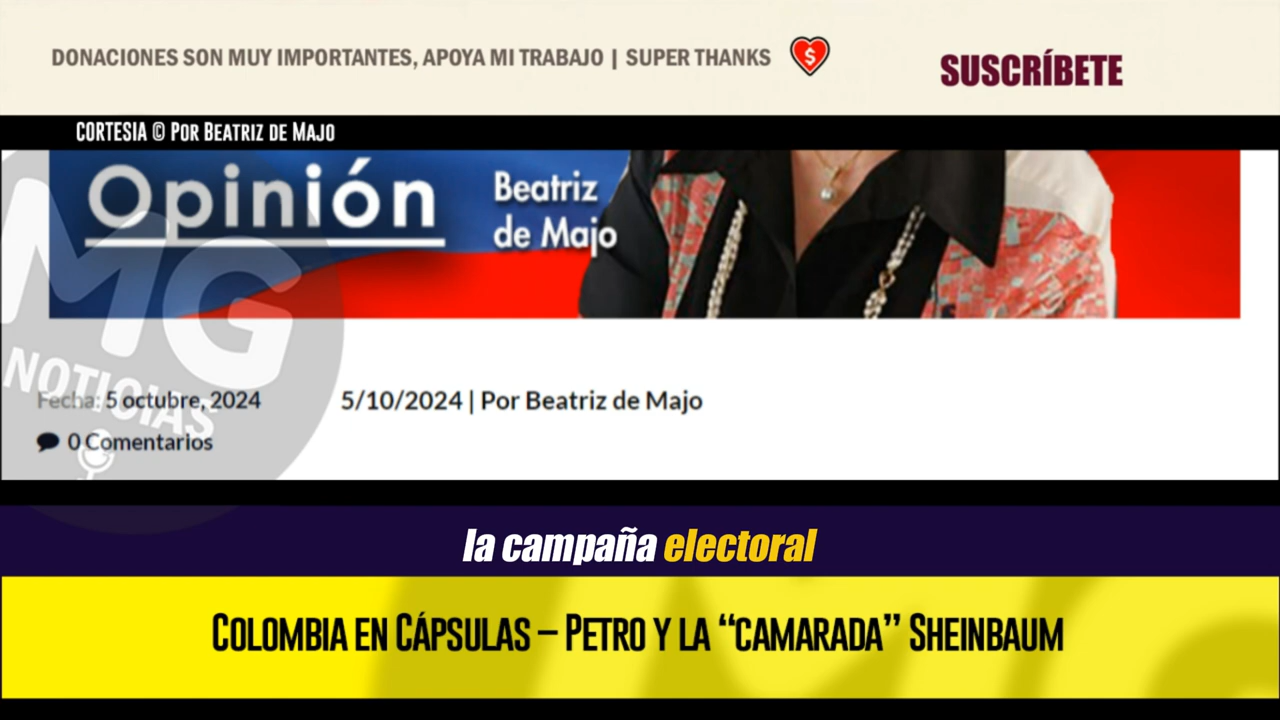 DONACIONES SON MUY IMPORTANTES, APOYA MI TRABAJO | SUPER THANKS
SUSCRÍBETE
CORTESIA © POR BEATRIZ DE MAJO
Opinión
Beatriz
de Majo
MG
NOTICIAS
Fecha: 5 octubre, 2024
5/10/2024 | Por Beatriz de Majo
0 Comentarios
la campaña electoral
COLOMBIA EN CÁPSULAS – PETRO Y LA “CAMARADA” SHEINBAUM